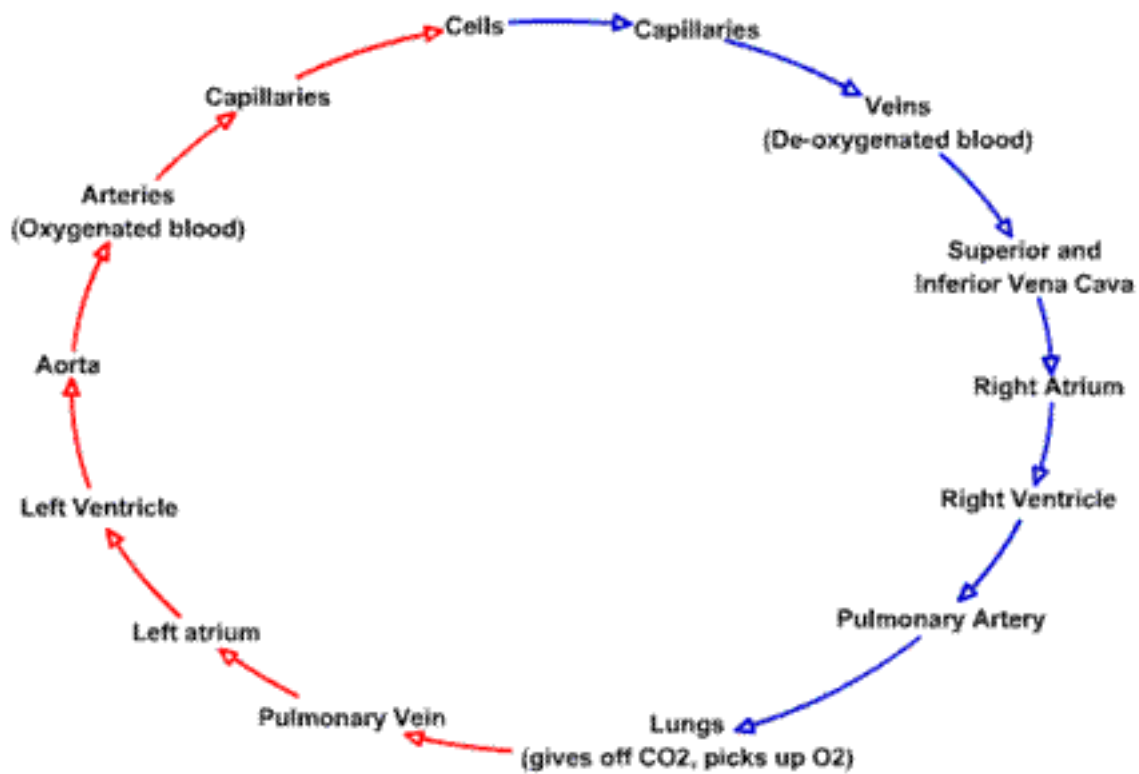 Cells
Capillaries
Capillaries
Veins
(De-oxygenated blood)
Arteries
(Oxygenated blood)
Superior and
Inferior Vena Cava
Aorta
Right Atrium
Left Ventricle
Right Ventricle
Left atrium
Pulmonary Artery
Pulmonary Vein
Lungs
(gives off CO2, picks up O2)